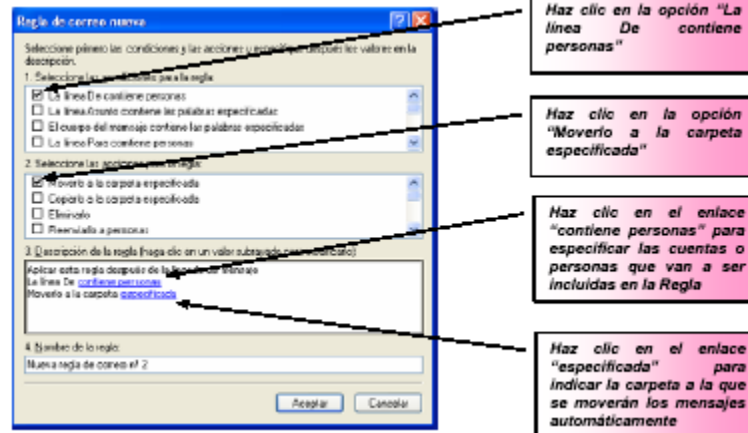 Regla de correo nueva
Seleccione primero las condiciones y las acciones y especifique después los valores en la
descripción.
1. Seleccione las condiciones para la regla:
La línea De contiene personas
La línea Asunto contiene las palabras especificadas
El cuerpo del mensaje contiene las palabras especificadas
La línea Para contiene personas
2. Seleccione las acciones para la regla:
Moverlo a la carpeta especificada
Copiarlo a la carpeta especificada
Eliminarlo
Reenviarlo a personas
3. Descripción de la regla (haga clic en un valor subrayado para modificarlo):
Aplicar esta regla después de la llegada del mensaje
La línea De contiene personas
Moverlo a la carpeta especificada
4. Nombre de la regla:
Nueva regla de correo nº 2
Aceptar
Cancelar
Haz clic en la opción “La
línea De contiene
personas”
Haz clic en la opción
“Moverlo a la carpeta
especificada”
Haz clic en el enlace
“contiene personas” para
especificar las cuentas o
personas que van a ser
incluidas en la Regla
Haz clic en el enlace
“especificada” para
indicar la carpeta a la que
se moverán los mensajes
automáticamente